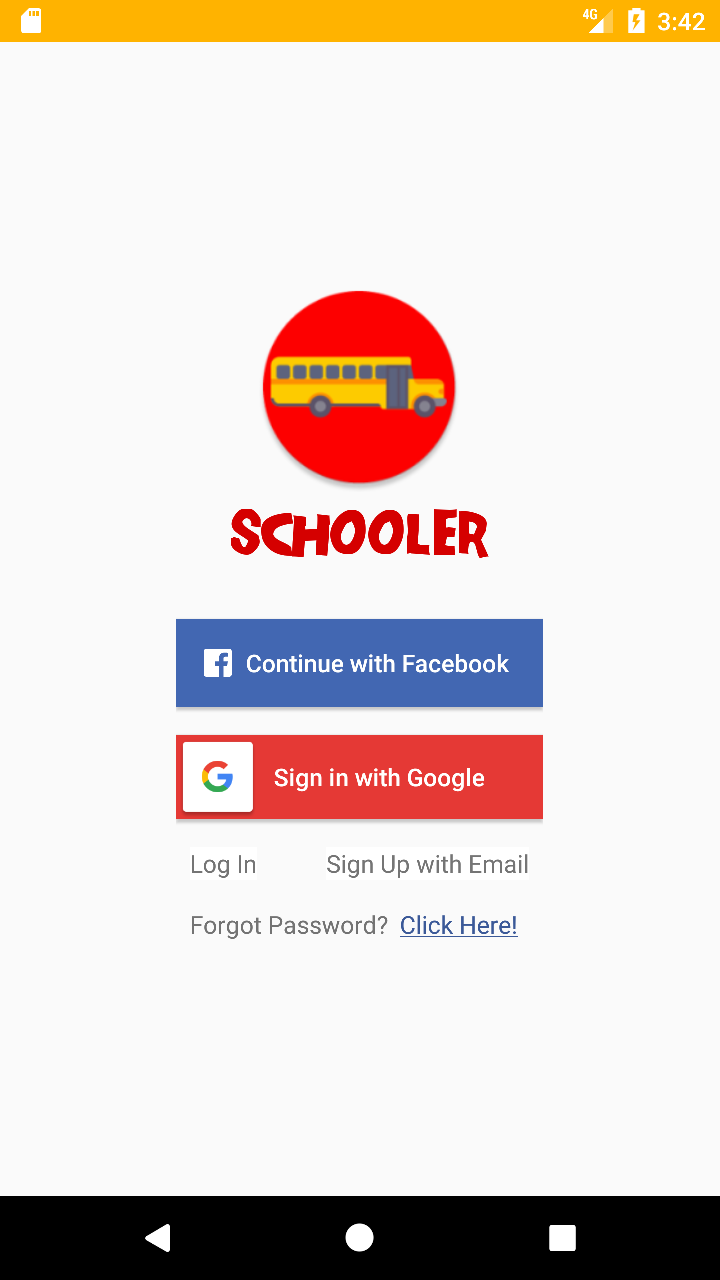 4G 3:42
SCHOOLER
Continue with Facebook
G Sign in with Google
Log In Sign Up with Email
Forgot Password? Click Here!